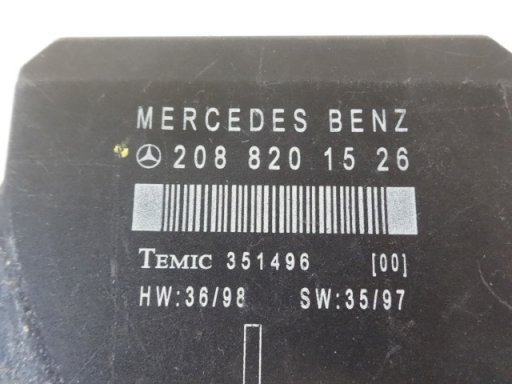 MERCEDES BENZ
208 820 15 26
TEMIC 351496 [00]
HW:36/98 SW:35/97